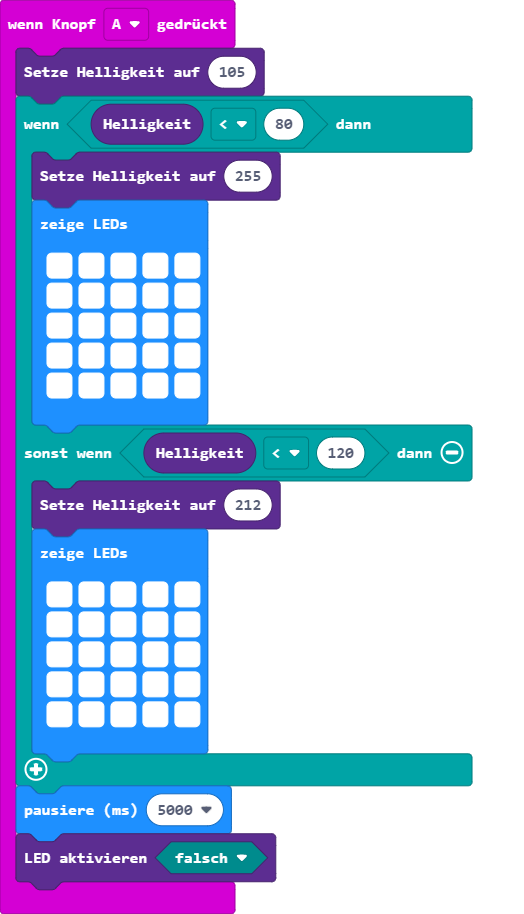 wenn Knopf A gedrückt
Setze Helligkeit auf 105
wenn Helligkeit < 80 dann
Setze Helligkeit auf 255
zeige LEDs
sonst wenn Helligkeit < 120 dann
Setze Helligkeit auf 212
zeige LEDs
pausiere (ms) 5000
LED aktivieren falsch